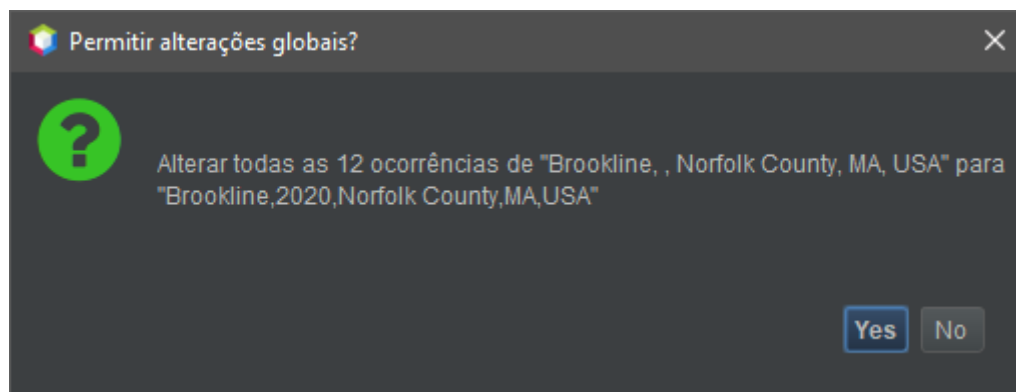 Permitir alterações globais?
Alterar todas as 12 ocorrências de "Brookline, , Norfolk County, MA, USA" para
"Brookline,2020,Norfolk County,MA,USA"
Yes No